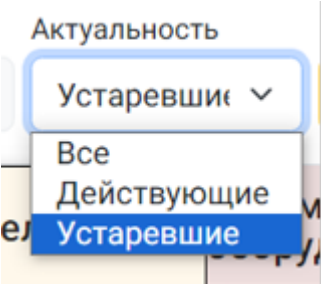 Актуальность
Устаревши
Все
Действующие
Устаревшие